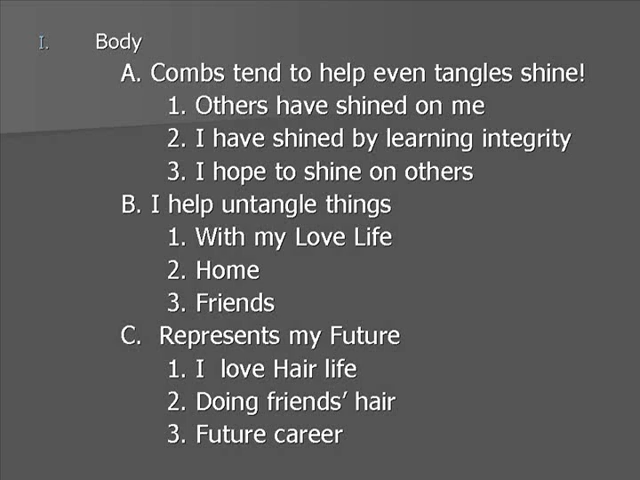 I. Body
A. Combs tend to help even tangles shine!
1. Others have shined on me
2. I have shined by learning integrity
3. I hope to shine on others
B. I help untangle things
1. With my Love Life
2. Home
3. Friends
C.  Represents my Future
1. I  love Hair life
2. Doing friends’ hair
3. Future career